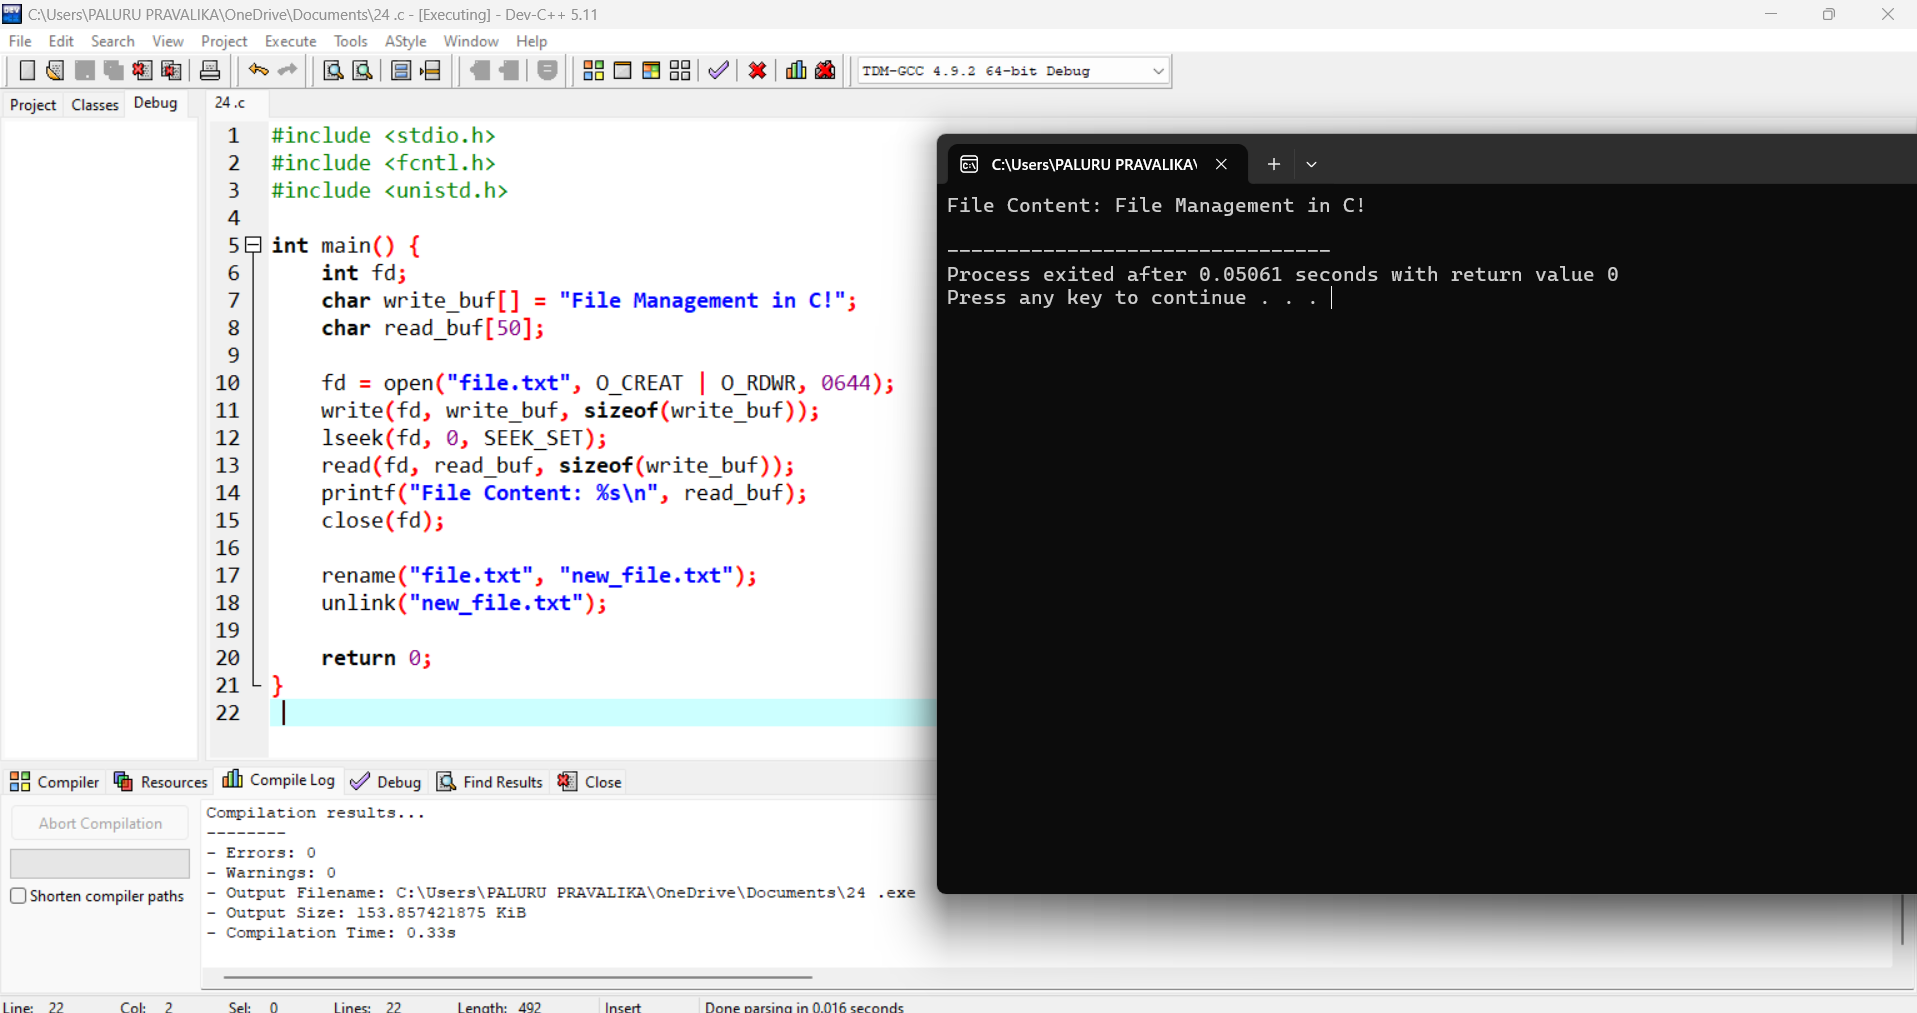 C:\Users\PALURU PRAVALIKA\OneDrive\Documents\24 .c - [Executing] - Dev-C++ 5.11
File Edit Search View Project Execute Tools AStyle Window Help
TDM-GCC 4.9.2 64-bit Debug
Project Classes Debug
24 .c
1 #include <stdio.h>
2 #include <fcntl.h>
3 #include <unistd.h>
4
5 int main() {
6 int fd;
7 char write_buf[] = "File Management in C!";
8 char read_buf[50];
9
10 fd = open("file.txt", O_CREAT | O_RDWR, 0644);
11 write(fd, write_buf, sizeof(write_buf));
12 lseek(fd, 0, SEEK_SET);
13 read(fd, read_buf, sizeof(write_buf));
14 printf("File Content: %s\n", read_buf);
15 close(fd);
16
17 rename("file.txt", "new_file.txt");
18 unlink("new_file.txt");
19
20 return 0;
21 }
22
C:\Users\PALURU PRAVALIKA\
File Content: File Management in C!
--------------------------------
Process exited after 0.05061 seconds with return value 0
Press any key to continue . . .
Compiler Resources Compile Log Debug Find Results Close
Abort Compilation
Shorten compiler paths
Compilation results...
--------
- Errors: 0
- Warnings: 0
- Output Filename: C:\Users\PALURU PRAVALIKA\OneDrive\Documents\24 .exe
- Output Size: 153.857421875 KiB
- Compilation Time: 0.33s
Line: 22 Col: 2 Sel: 0 Lines: 22 Length: 492 Insert Done parsing in 0.016 seconds